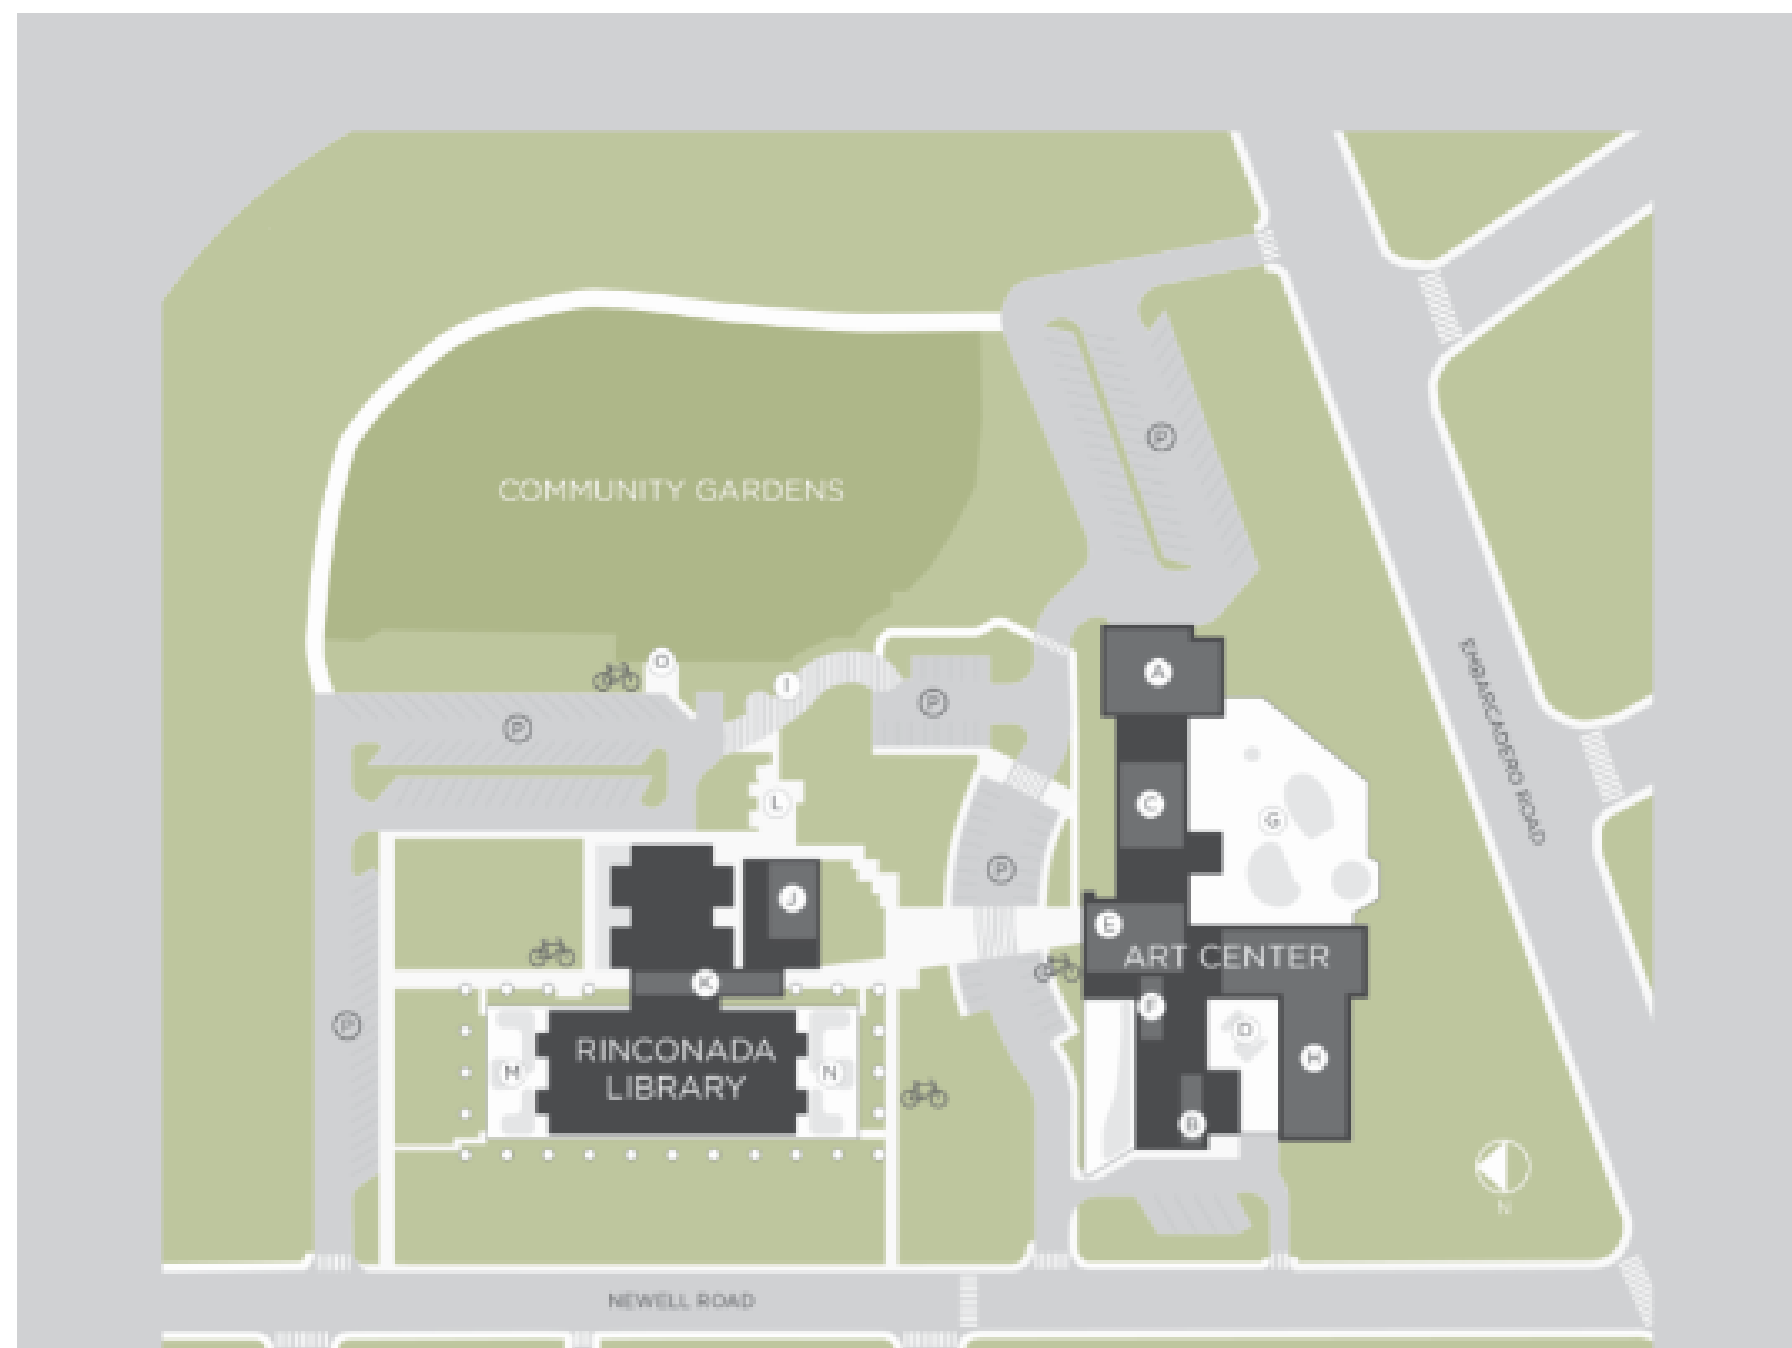 P
COMMUNITY GARDENS
O
I
A
P
P
C
L
G
P
J
E
ART CENTER
K
F
P
D
RINCONADA
LIBRARY
M
N
H
B
EMBARCADERO ROAD
N
NEWELL ROAD